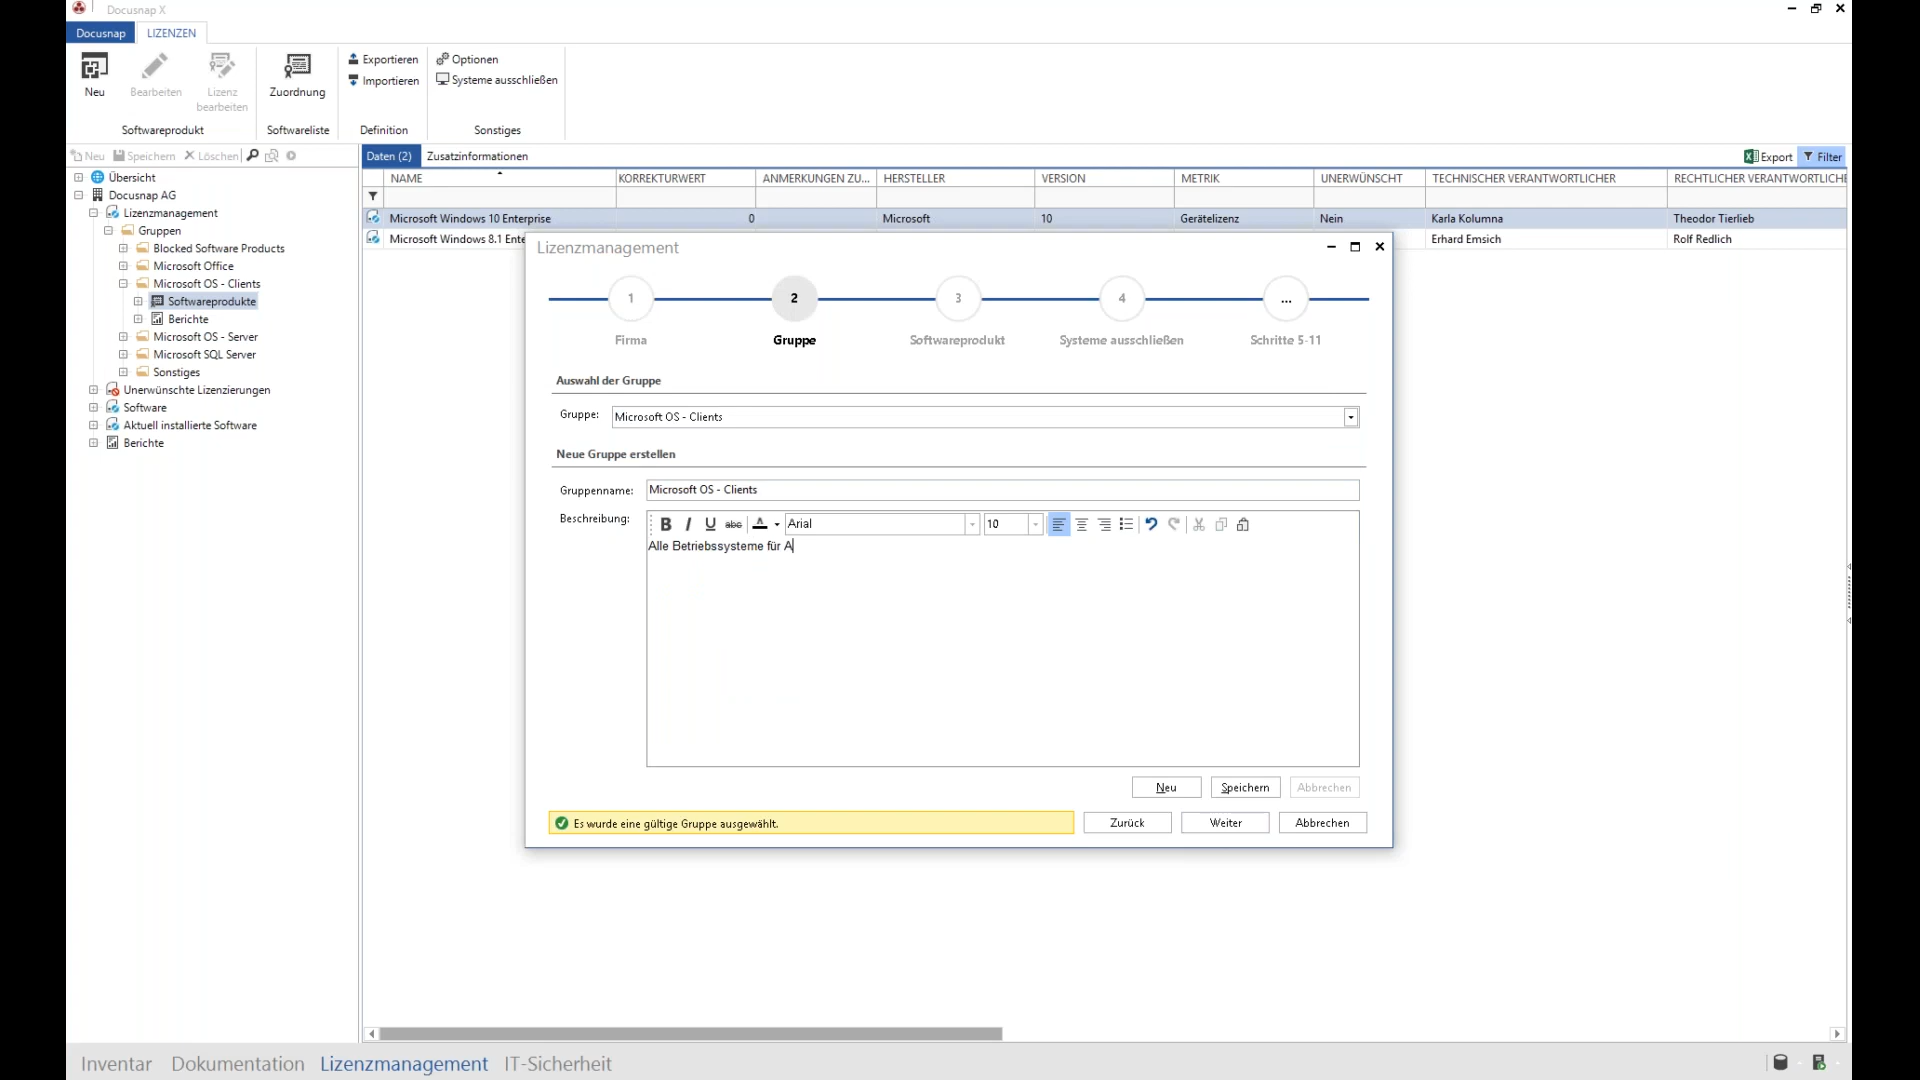 Docusnap X
Docusnap LIZENZEN
Neu Bearbeiten Lizenz bearbeiten
Zuordnung
Exportieren
Importieren
Optionen
Systeme ausschließen
Softwareprodukt Softwareliste Definition Sonstiges
Neu Speichern Löschen
Übersicht
Docusnap AG
Lizenzmanagement
Gruppen
Blocked Software Products
Microsoft Office
Microsoft OS - Clients
Softwareprodukte
Berichte
Microsoft OS - Server
Microsoft SQL Server
Sonstiges
Unerwünschte Lizenzierungen
Software
Aktuell installierte Software
Berichte
Daten (2) Zusatzinformationen Export Filter
NAME KORREKTURWERT ANMERKUNGEN ZU... HERSTELLER VERSION METRIK UNERWÜNSCHT TECHNISCHER VERANTWORTLICHER RECHTLICHER VERANTWORTLICHE
Microsoft Windows 10 Enterprise 0 Microsoft 10 Gerätelizenz Nein Karla Kolumna Theodor Tierlieb
Microsoft Windows 8.1 Ente Erhard Emsich Rolf Redlich
Lizenzmanagement
1 2 3 4 ...
Firma Gruppe Softwareprodukt Systeme ausschließen Schritte 5-11
Auswahl der Gruppe
Gruppe: Microsoft OS - Clients
Neue Gruppe erstellen
Gruppenname: Microsoft OS - Clients
Beschreibung: B I U abc A Arial 10
Alle Betriebssysteme für A
Neu Speichern Abbrechen
Es wurde eine gültige Gruppe ausgewählt. Zurück Weiter Abbrechen
Inventar Dokumentation Lizenzmanagement IT-Sicherheit